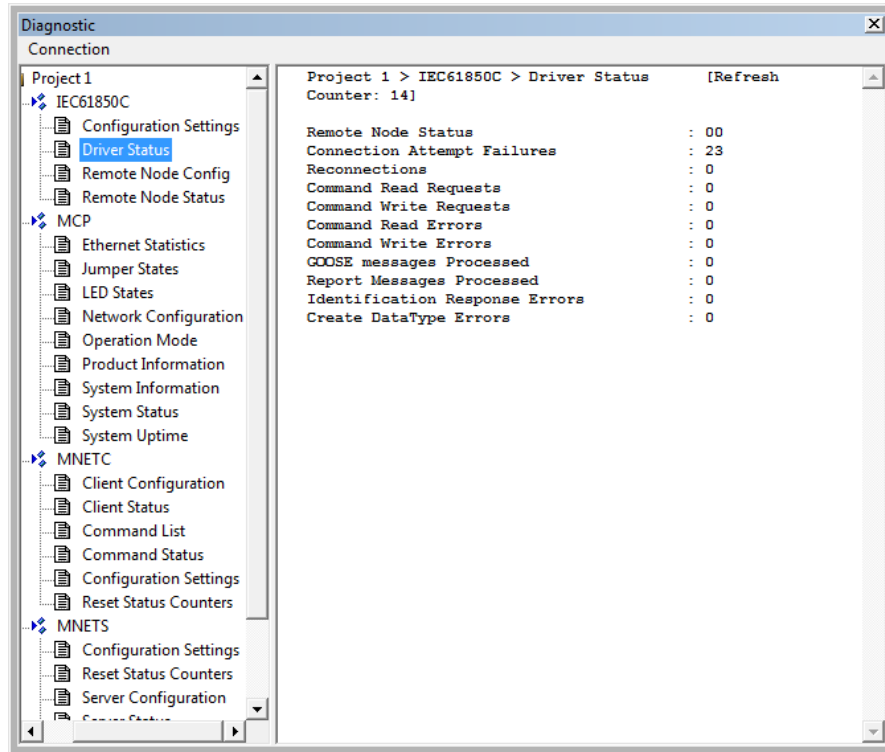 Diagnostic
Connection
Project 1
IEC61850C
Configuration Settings
Driver Status
Remote Node Config
Remote Node Status
MCP
Ethernet Statistics
Jumper States
LED States
Network Configuration
Operation Mode
Product Information
System Information
System Status
System Uptime
MNETC
Client Configuration
Client Status
Command List
Command Status
Configuration Settings
Reset Status Counters
MNETS
Configuration Settings
Reset Status Counters
Server Configuration
Server Status
Project 1 > IEC61850C > Driver Status [Refresh
Counter: 14]
Remote Node Status : 00
Connection Attempt Failures : 23
Reconnections : 0
Command Read Requests : 0
Command Write Requests : 0
Command Read Errors : 0
Command Write Errors : 0
GOOSE messages Processed : 0
Report Messages Processed : 0
Identification Response Errors : 0
Create DataType Errors : 0